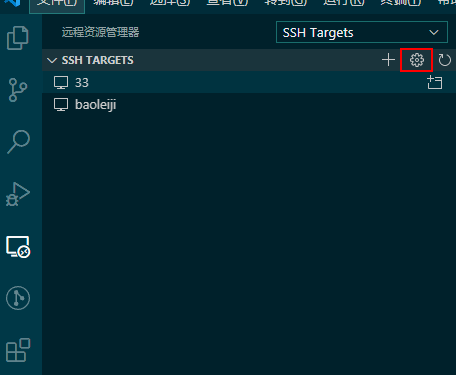 文件(F) 编辑(E) 选择(S) 查看(V) 转到(G) 运行(R) 终端(T)
远程资源管理器 SSH Targets
SSH TARGETS
33
baoleiji